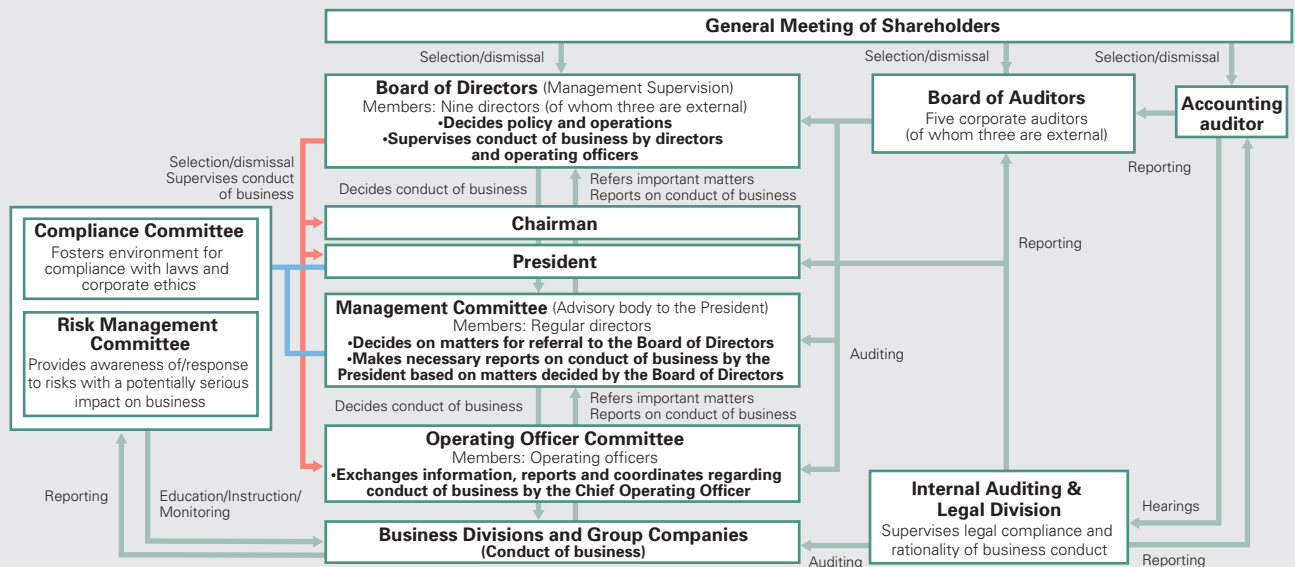 General Meeting of Shareholders
Selection/dismissal
Selection/dismissal
Selection/dismissal
Board of Directors (Management Supervision)
Members: Nine directors (of whom three are external)
•Decides policy and operations
•Supervises conduct of business by directors
and operating officers
Board of Auditors
Five corporate auditors
(of whom three are external)
Accounting
auditor
Selection/dismissal
Supervises conduct
of business
Decides conduct of business
Refers important matters
Reports on conduct of business
Reporting
Chairman
President
Reporting
Compliance Committee
Fosters environment for
compliance with laws and
corporate ethics
Risk Management
Committee
Provides awareness of/response
to risks with a potentially serious
impact on business
Management Committee (Advisory body to the President)
Members: Regular directors
•Decides on matters for referral to the Board of Directors
•Makes necessary reports on conduct of business by the
President based on matters decided by the Board of Directors
Auditing
Decides conduct of business
Refers important matters
Reports on conduct of business
Operating Officer Committee
Members: Operating officers
•Exchanges information, reports and coordinates regarding
conduct of business by the Chief Operating Officer
Reporting
Education/Instruction/
Monitoring
Business Divisions and Group Companies
(Conduct of business)
Internal Auditing &
Legal Division
Supervises legal compliance and
rationality of business conduct
Hearings
Auditing
Reporting